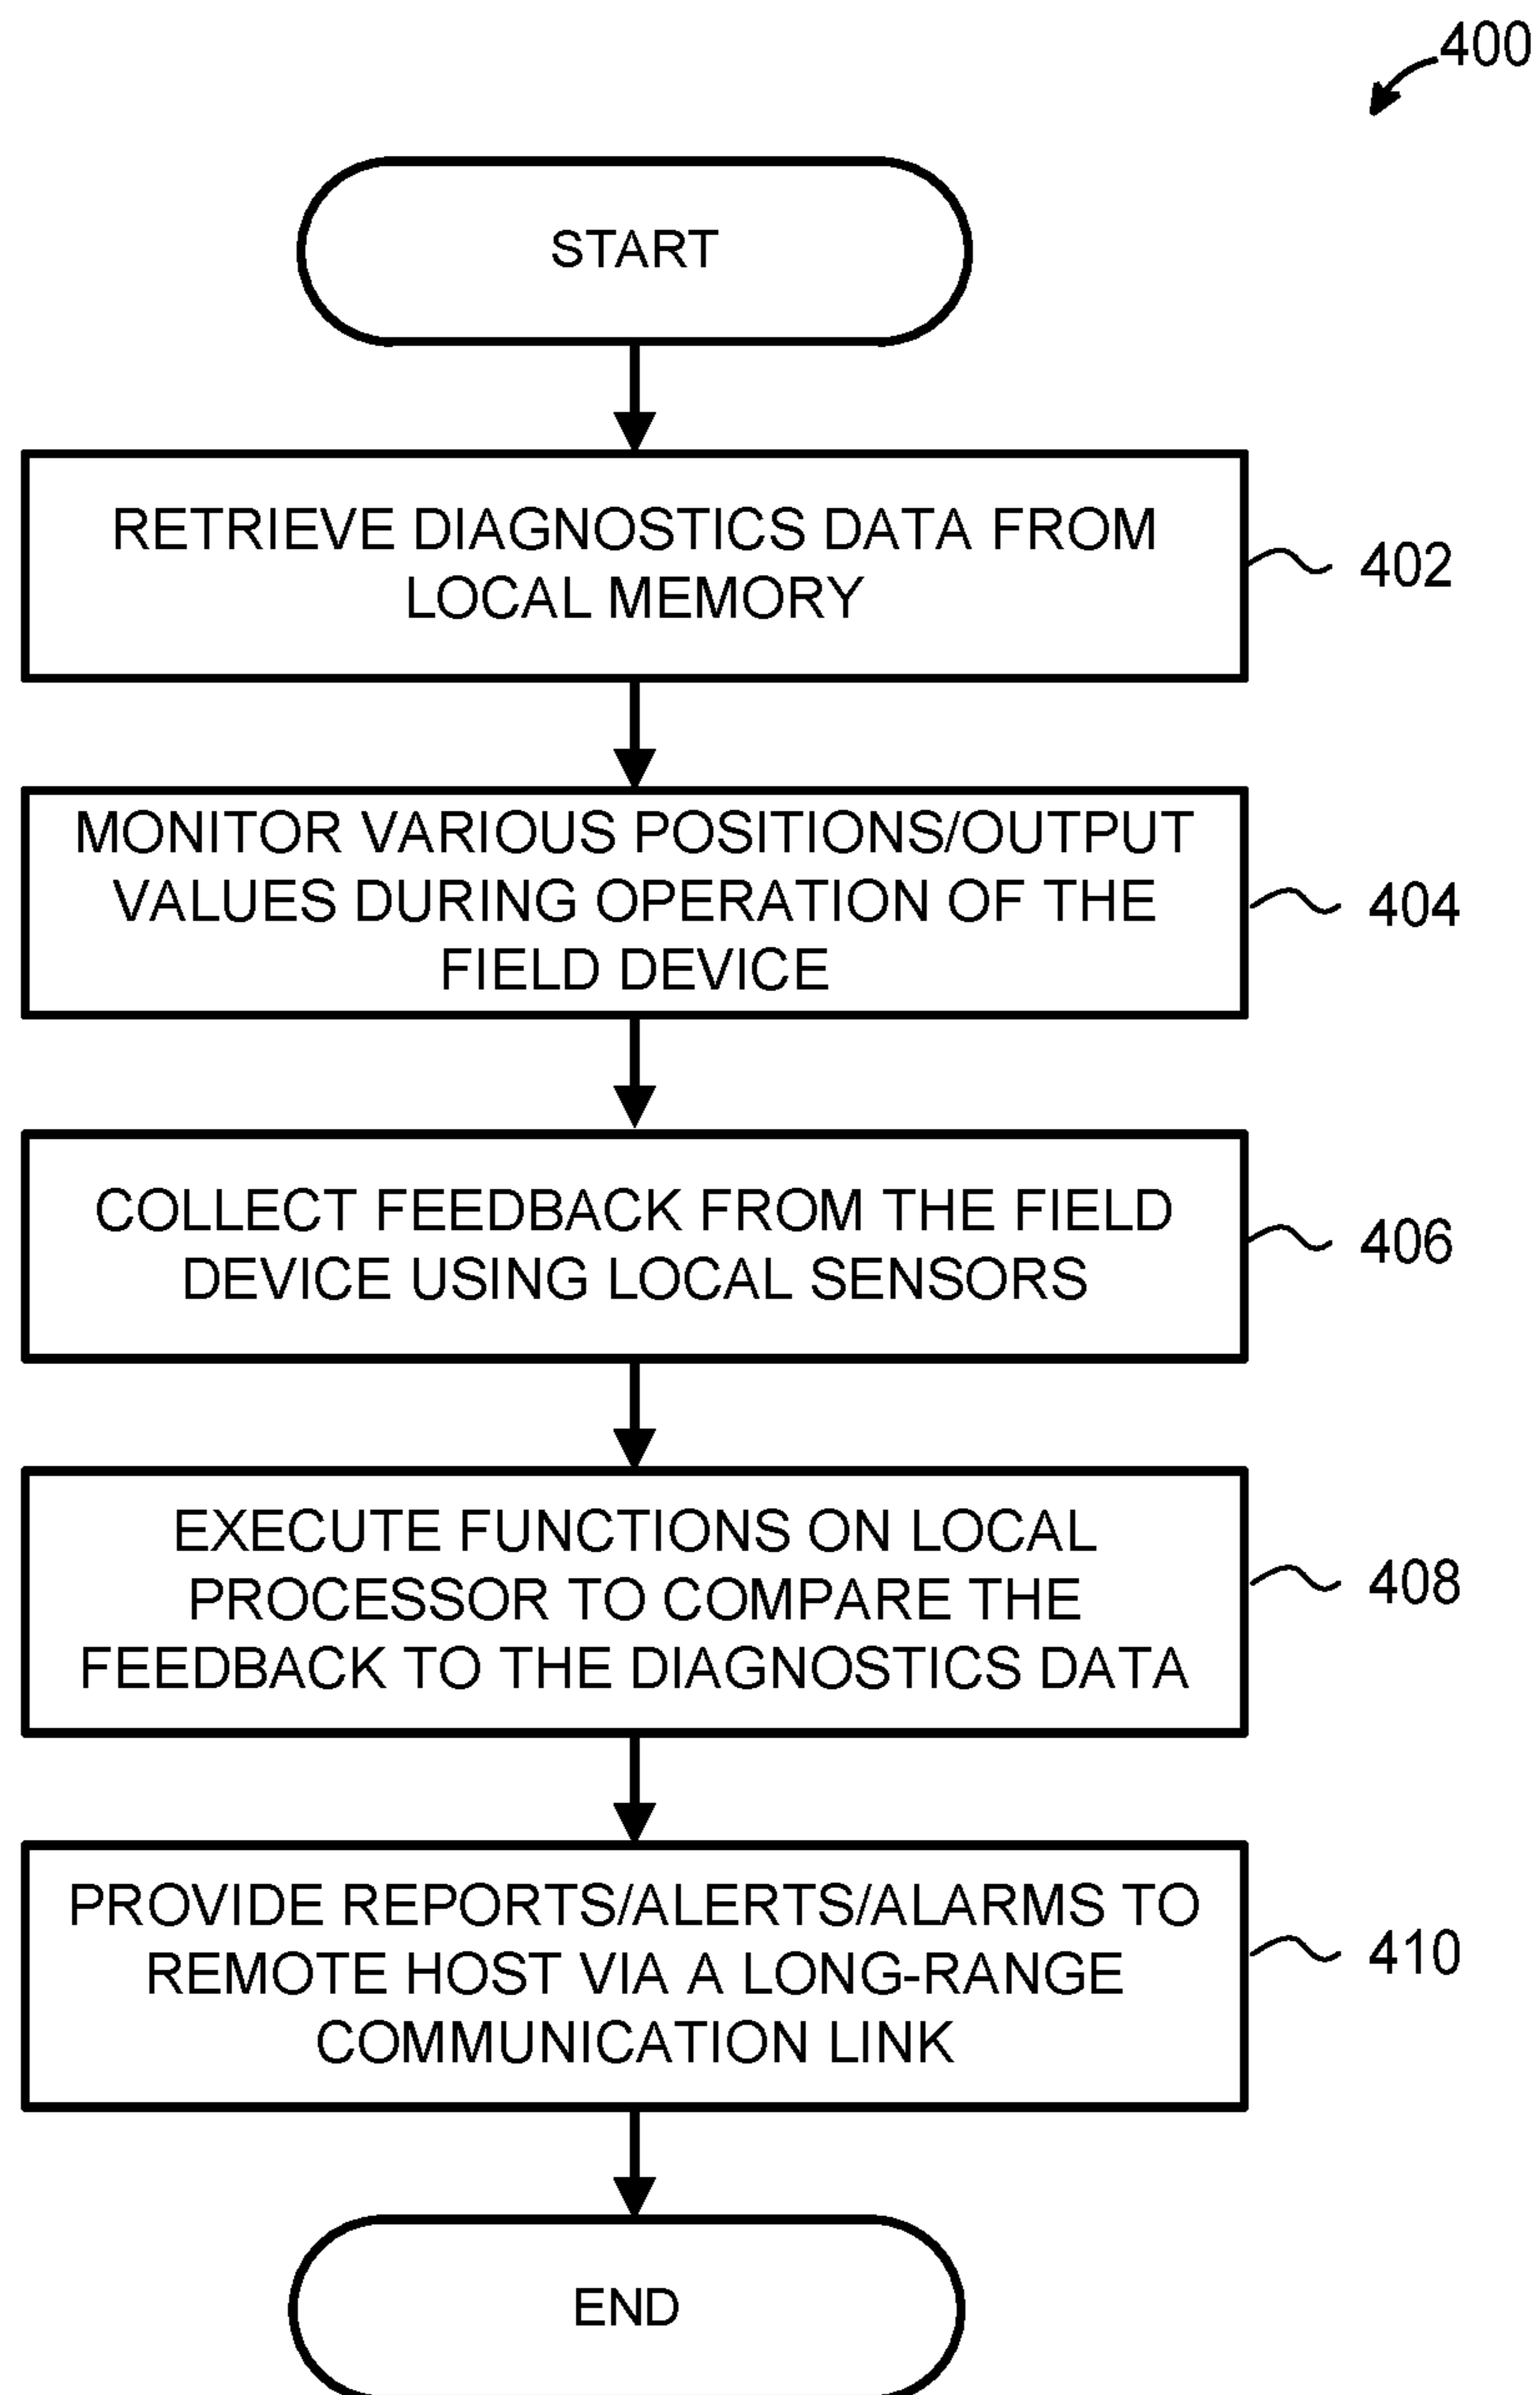 400
START
RETRIEVE DIAGNOSTICS DATA FROM
LOCAL MEMORY
402
MONITOR VARIOUS POSITIONS/OUTPUT
VALUES DURING OPERATION OF THE
FIELD DEVICE
404
COLLECT FEEDBACK FROM THE FIELD
DEVICE USING LOCAL SENSORS
406
EXECUTE FUNCTIONS ON LOCAL
PROCESSOR TO COMPARE THE
FEEDBACK TO THE DIAGNOSTICS DATA
408
PROVIDE REPORTS/ALERTS/ALARMS TO
REMOTE HOST VIA A LONG-RANGE
COMMUNICATION LINK
410
END